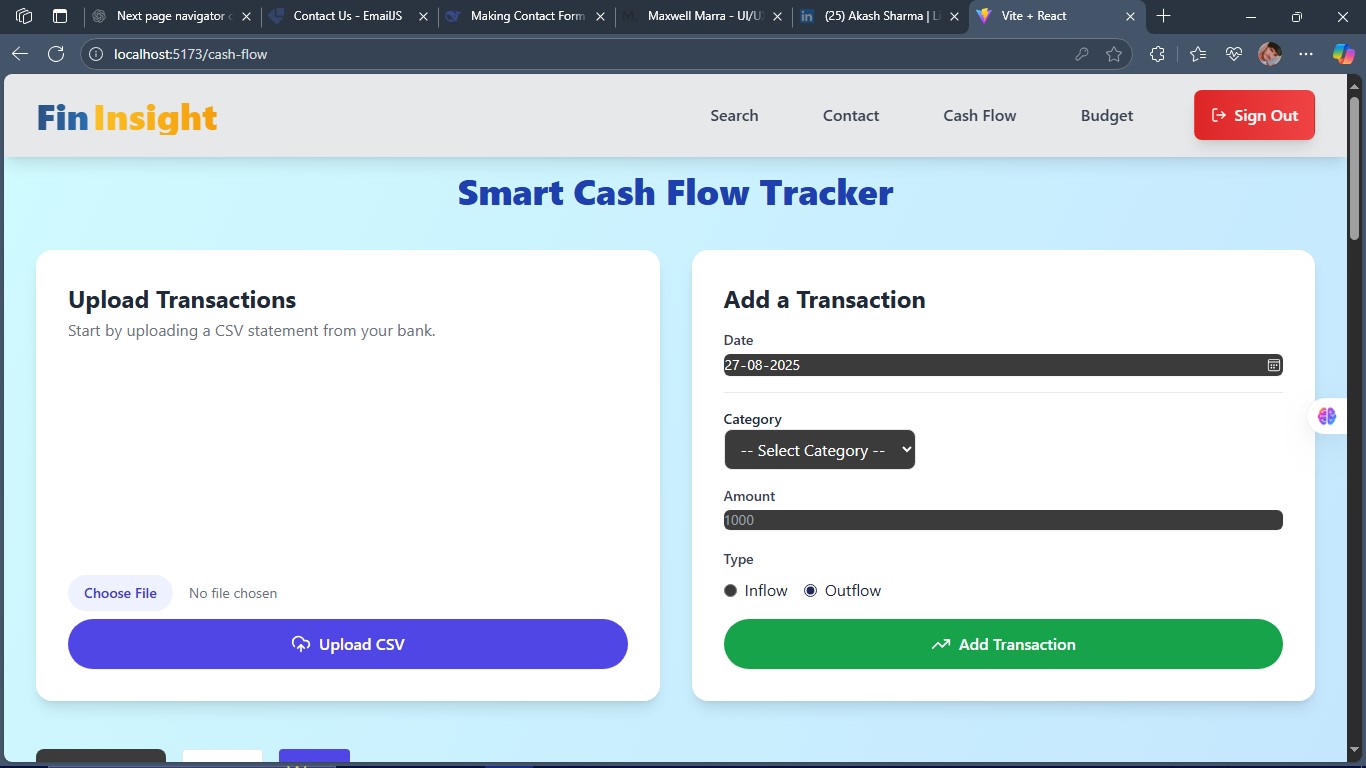 Next page navigator
Contact Us - EmailJS
Making Contact Form
Maxwell Marra - UI/U
(25) Akash Sharma | Li
Vite + React
localhost:5173/cash-flow
Fin Insight
Search
Contact
Cash Flow
Budget
Sign Out
Smart Cash Flow Tracker
Upload Transactions
Start by uploading a CSV statement from your bank.
Choose File No file chosen
Upload CSV
Add a Transaction
Date
27-08-2025
Category
-- Select Category --
Amount
1000
Type
Inflow Outflow
Add Transaction